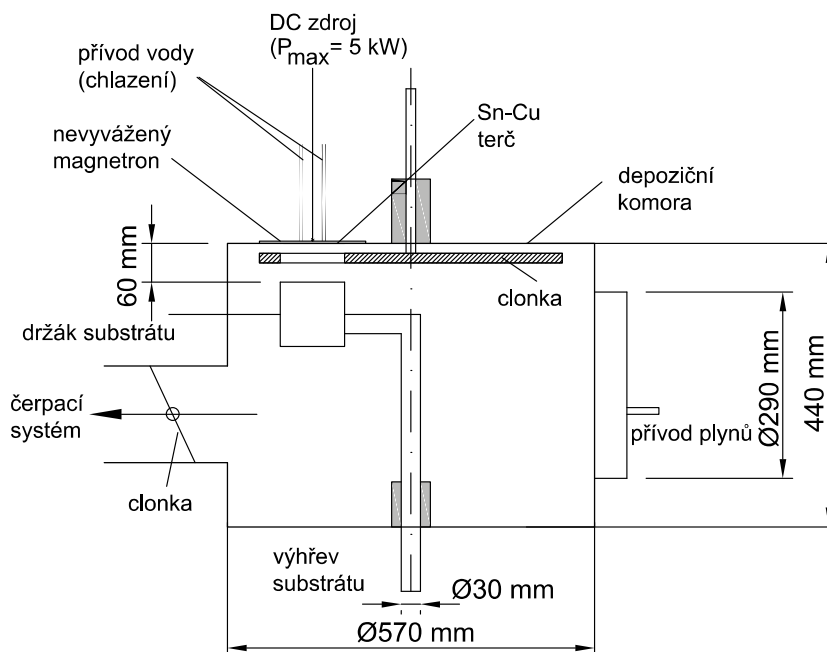 DC zdroj
(Pmax = 5 kW)
přívod vody
(chlazení)
Sn-Cu
terč
nevyvážený
magnetron
depoziční
komora
60 mm
clonka
držák substrátu
čerpací
systém
Ø290 mm
440 mm
přívod plynů
clonka
výhřev
substrátu
Ø30 mm
Ø570 mm